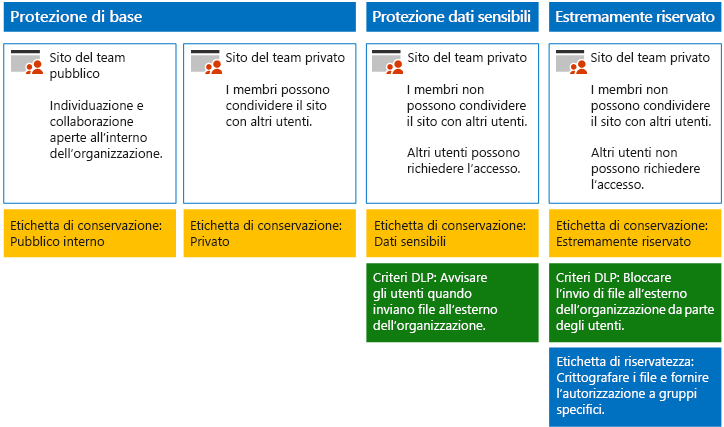 Protezione di base
Sito del team
pubblico
Individuazione e
collaborazione
aperte all'interno
dell'organizzazione.
Sito del team privato
I membri possono
condividere il sito
con altri utenti.
Etichetta di conservazione:
Pubblico interno
Etichetta di conservazione:
Privato
Protezione dati sensibili
Sito del team privato
I membri non
possono condividere
il sito con altri utenti.
Altri utenti possono
richiedere l'accesso.
Etichetta di conservazione:
Dati sensibili
Criteri DLP: Avvisare
gli utenti quando
inviano file all'esterno
dell'organizzazione.
Estremamente riservato
Sito del team privato
I membri non
possono condividere
il sito con altri utenti.
Altri utenti non
possono richiedere
l'accesso.
Etichetta di conservazione:
Estremamente riservato
Criteri DLP: Bloccare
l'invio di file all'esterno
dell'organizzazione da parte
degli utenti.
Etichetta di riservatezza:
Crittografare i file e fornire
l'autorizzazione a gruppi
specifici.